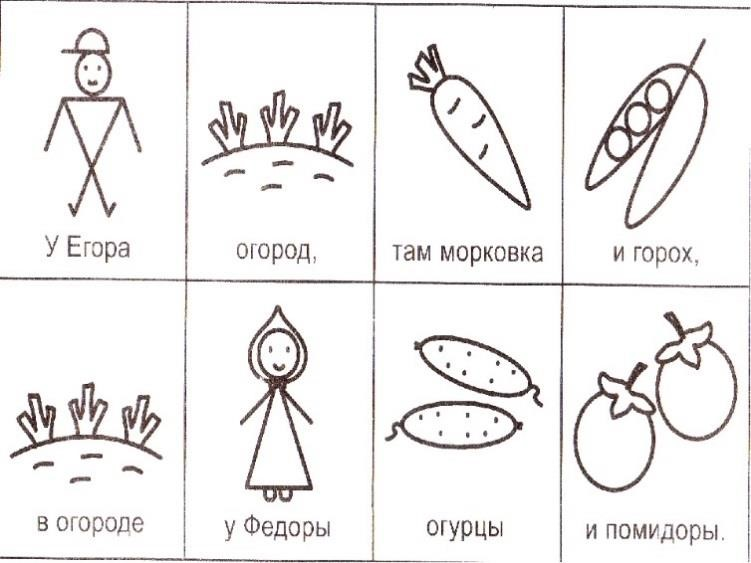 У Егора
огород,
там морковка
и горох,
в огороде
у Федоры
огурцы
и помидоры.